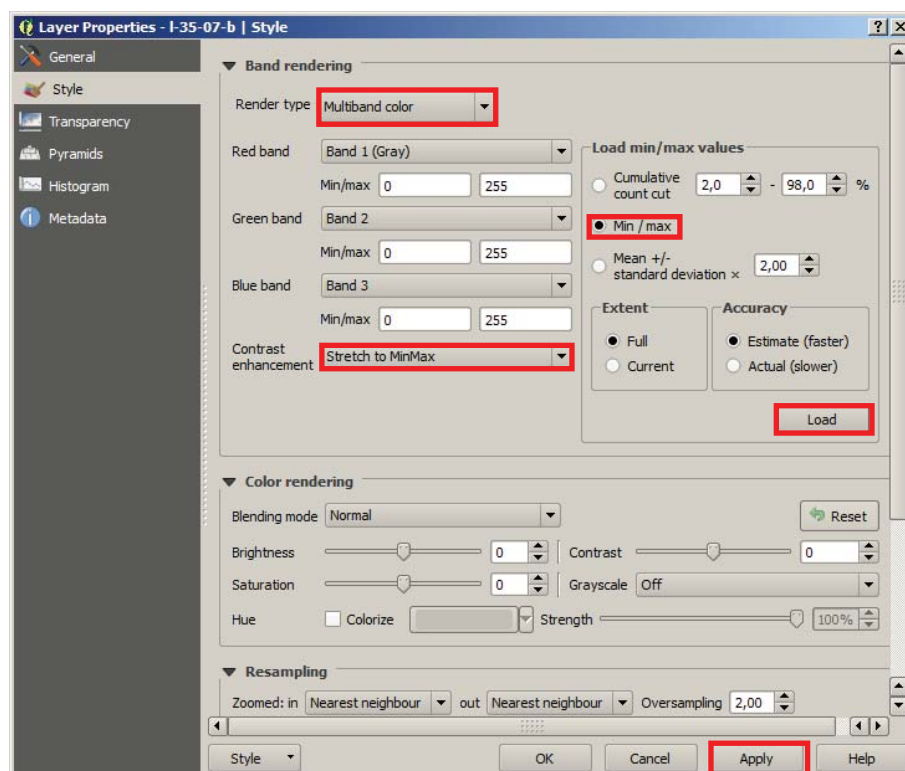 Layer Properties - l-35-07-b | Style
General
Style
Transparency
Pyramids
Histogram
Metadata
Band rendering
Render type Multiband color
Red band Band 1 (Gray)
Min/max 0 255
Green band Band 2
Min/max 0 255
Blue band Band 3
Min/max 0 255
Contrast enhancement Stretch to MinMax
Load min/max values
Cumulative
count cut 2,0 - 98,0 %
Min / max
Mean +/-
standard deviation × 2,00
Extent
Full
Current
Accuracy
Estimate (faster)
Actual (slower)
Load
Color rendering
Blending mode Normal Reset
Brightness 0 Contrast 0
Saturation 0 Grayscale Off
Hue Colorize Strength 100%
Resampling
Zoomed: in Nearest neighbour out Nearest neighbour Oversampling 2,00
Style OK Cancel Apply Help